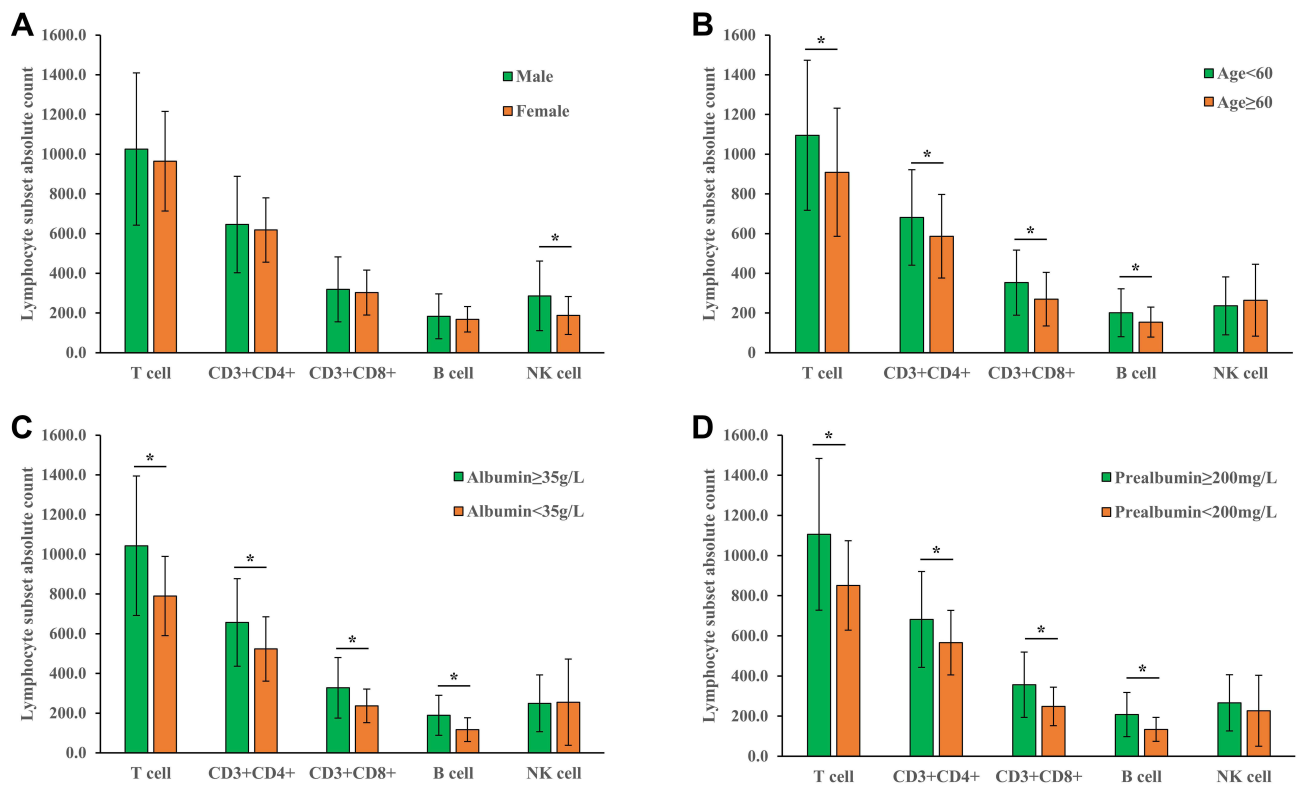 A
Lymphocyte subset absolute count
1600.0
1400.0
1200.0
1000.0
800.0
600.0
400.0
200.0
0.0
Male
Female
*
T cell
CD3+CD4+
CD3+CD8+
B cell
NK cell
B
Lymphocyte subset absolute count
1600
1400
1200
1000
800
600
400
200
0
Age<60
Age≥60
*
*
*
*
T cell
CD3+CD4+
CD3+CD8+
B cell
NK cell
C
Lymphocyte subset absolute count
1600.0
1400.0
1200.0
1000.0
800.0
600.0
400.0
200.0
0.0
Albumin≥35g/L
Albumin<35g/L
*
*
*
*
T cell
CD3+CD4+
CD3+CD8+
B cell
NK cell
D
Lymphocyte subset absolute count
1600.0
1400.0
1200.0
1000.0
800.0
600.0
400.0
200.0
0.0
Prealbumin≥200mg/L
Prealbumin<200mg/L
*
*
*
*
T cell
CD3+CD4+
CD3+CD8+
B cell
NK cell